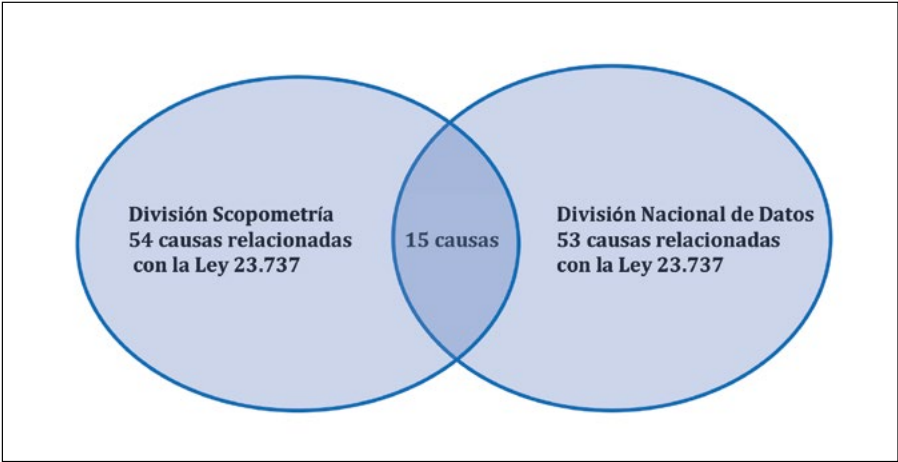 División Scopometría
54 causas relacionadas
con la Ley 23.737
15 causas
División Nacional de Datos
53 causas relacionadas
con la Ley 23.737